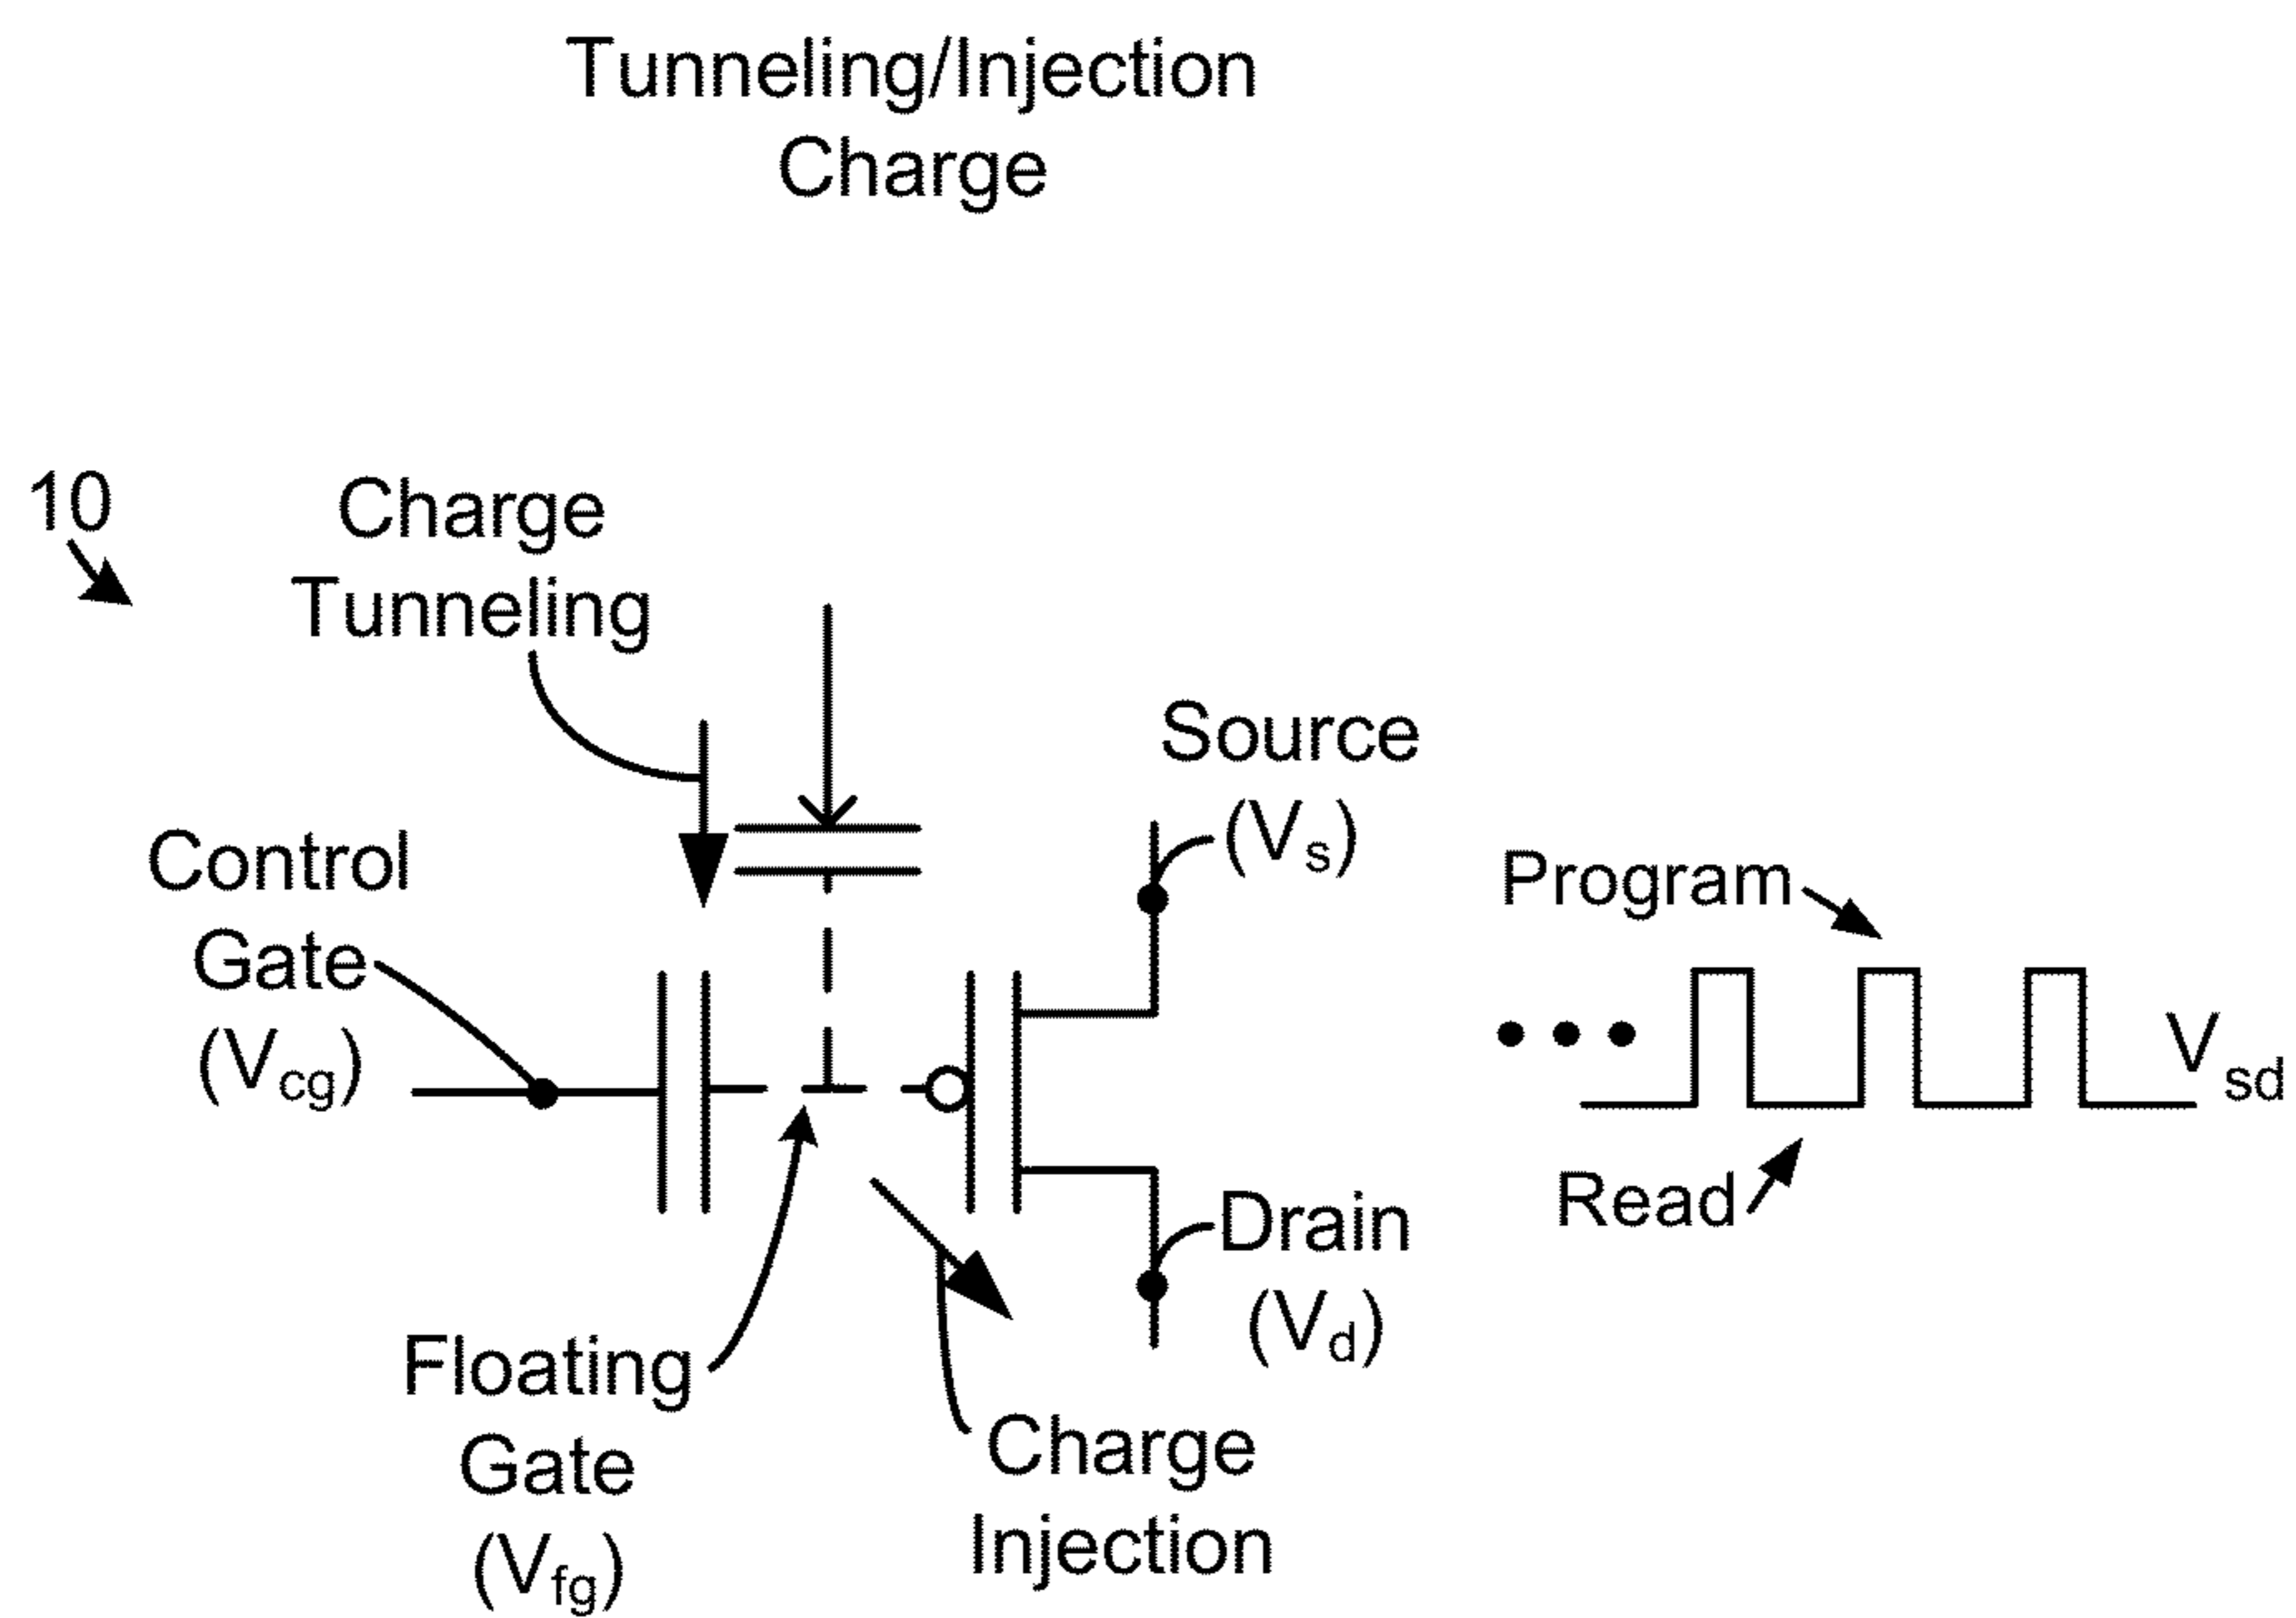 Tunneling/Injection
Charge
10
Charge
Tunneling
Source
(Vs)
Control
Gate
(Vcg)
Program
Vsd
Read
Drain
(Vd)
Floating
Gate
(Vfg)
Charge
Injection